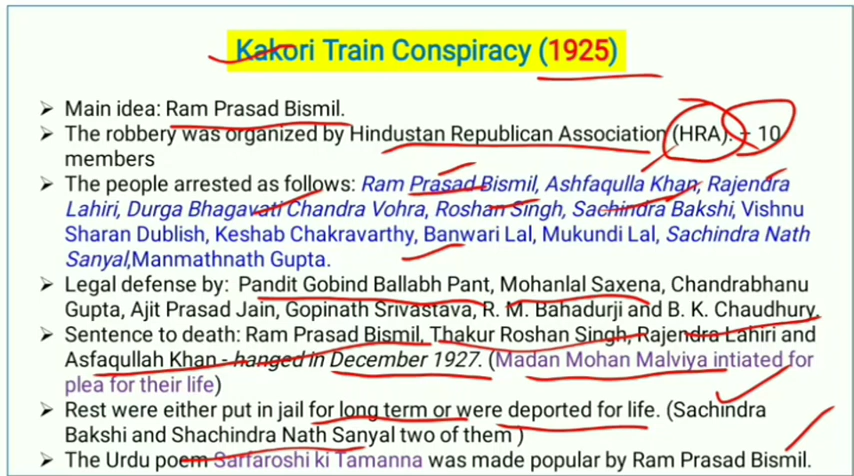 Kakori Train Conspiracy (1925)
➢ Main idea: Ram Prasad Bismil.
➢ The robbery was organized by Hindustan Republican Association (HRA). - 10
members
➢ The people arrested as follows: Ram Prasad Bismil, Ashfaqulla Khan, Rajendra
Lahiri, Durga Bhagavati Chandra Vohra, Roshan Singh, Sachindra Bakshi, Vishnu
Sharan Dublish, Keshab Chakravarthy, Banwari Lal, Mukundi Lal, Sachindra Nath
Sanyal,Manmathnath Gupta.
➢ Legal defense by: Pandit Gobind Ballabh Pant, Mohanlal Saxena, Chandrabhanu
Gupta, Ajit Prasad Jain, Gopinath Srivastava, R. M. Bahadurji and B. K. Chaudhury.
➢ Sentence to death: Ram Prasad Bismil, Thakur Roshan Singh, Rajendra Lahiri and
Asfaqullah Khan - hanged in December 1927. (Madan Mohan Malviya intiated for
plea for their life)
➢ Rest were either put in jail for long term or were deported for life. (Sachindra
Bakshi and Shachindra Nath Sanyal two of them )
➢ The Urdu poem Sarfaroshi ki Tamanna was made popular by Ram Prasad Bismil.